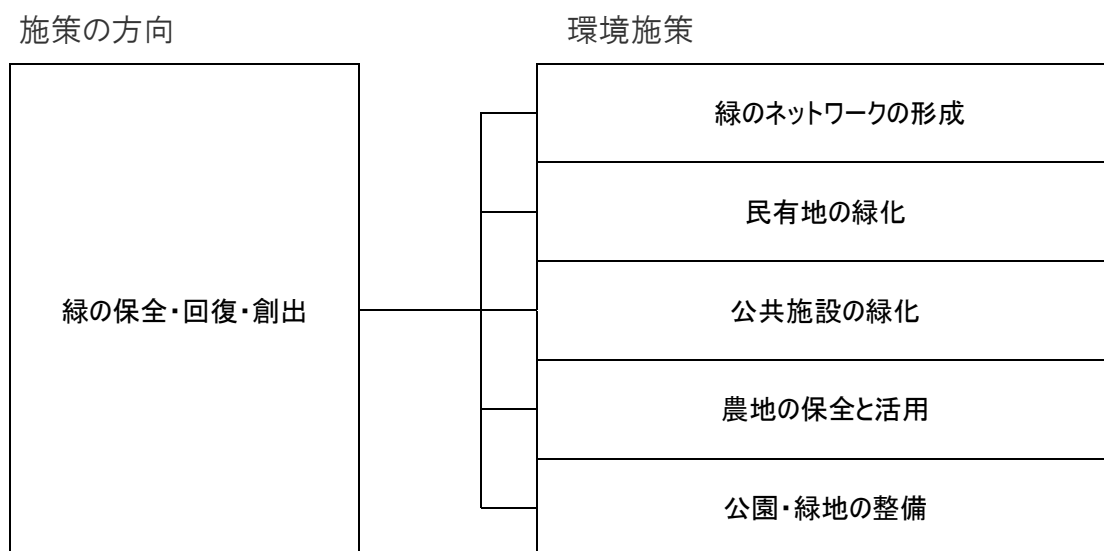 施策の方向
環境施策
緑のネットワークの形成
民有地の緑化
緑の保全・回復・創出
公共施設の緑化
農地の保全と活用
公園・緑地の整備